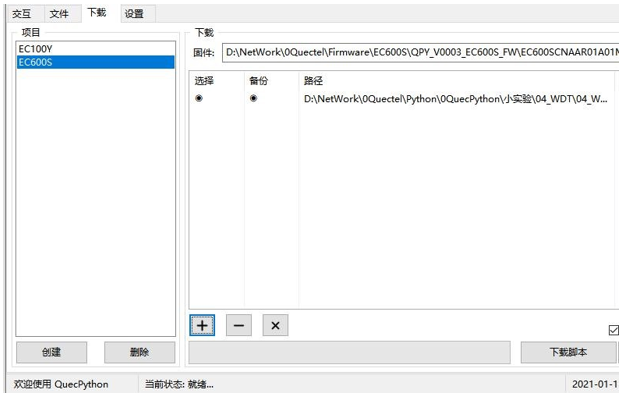 交互 文件 下载 设置
项目
EC100Y
EC600S
创建 删除
下载
固件: D:\NetWork\0Quectel\Firmware\EC600S\QPY_V0003_EC600S_FW\EC600SCNAAR01A01M
选择 备份 路径
D:\NetWork\0Quectel\Python\0QuecPython\小实验\04_WDT\04_W...
下载脚本
欢迎使用 QuecPython 当前状态: 就绪... 2021-01-1